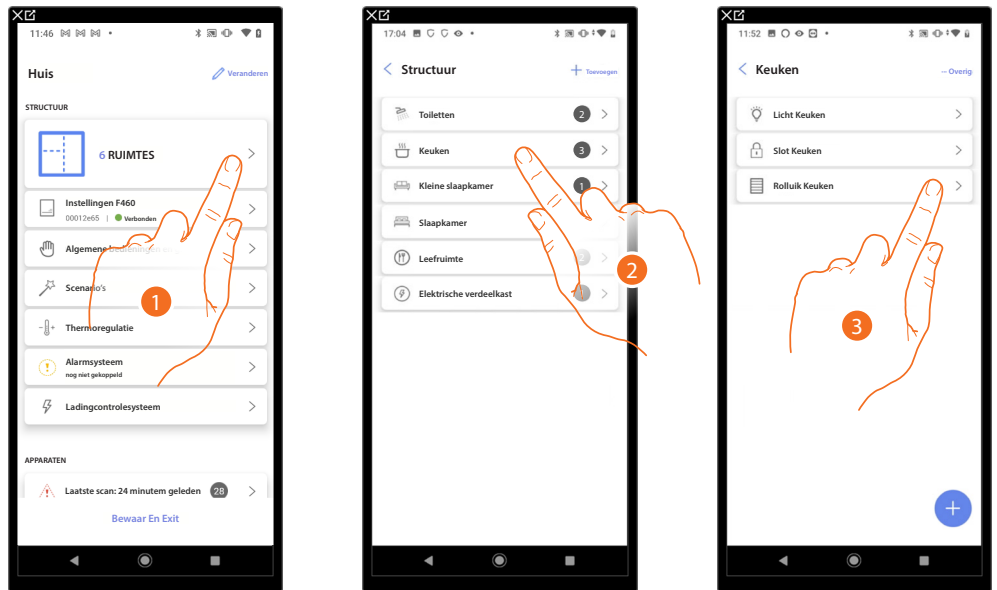 11:46
Huis
Veranderen
STRUCTUUR
6 RUIMTES
Instellingen F460
00012e65 | Verbonden
Algemene bedieningen
Scenario's
1
Thermoregulatie
Alarmsysteem
nog niet gekoppeld
Ladingcontrolesysteem
APPARATEN
Laatste scan: 24 minutem geleden 28
Bewaar En Exit
17:04
Structuur
Toevoegen
Toiletten 2
Keuken 3
Kleine slaapkamer 1
Slaapkamer
Leefruimte 2
2
Elektrische verdeelkast
11:52
Keuken
Overig
Licht Keuken
Slot Keuken
Rolluik Keuken
3